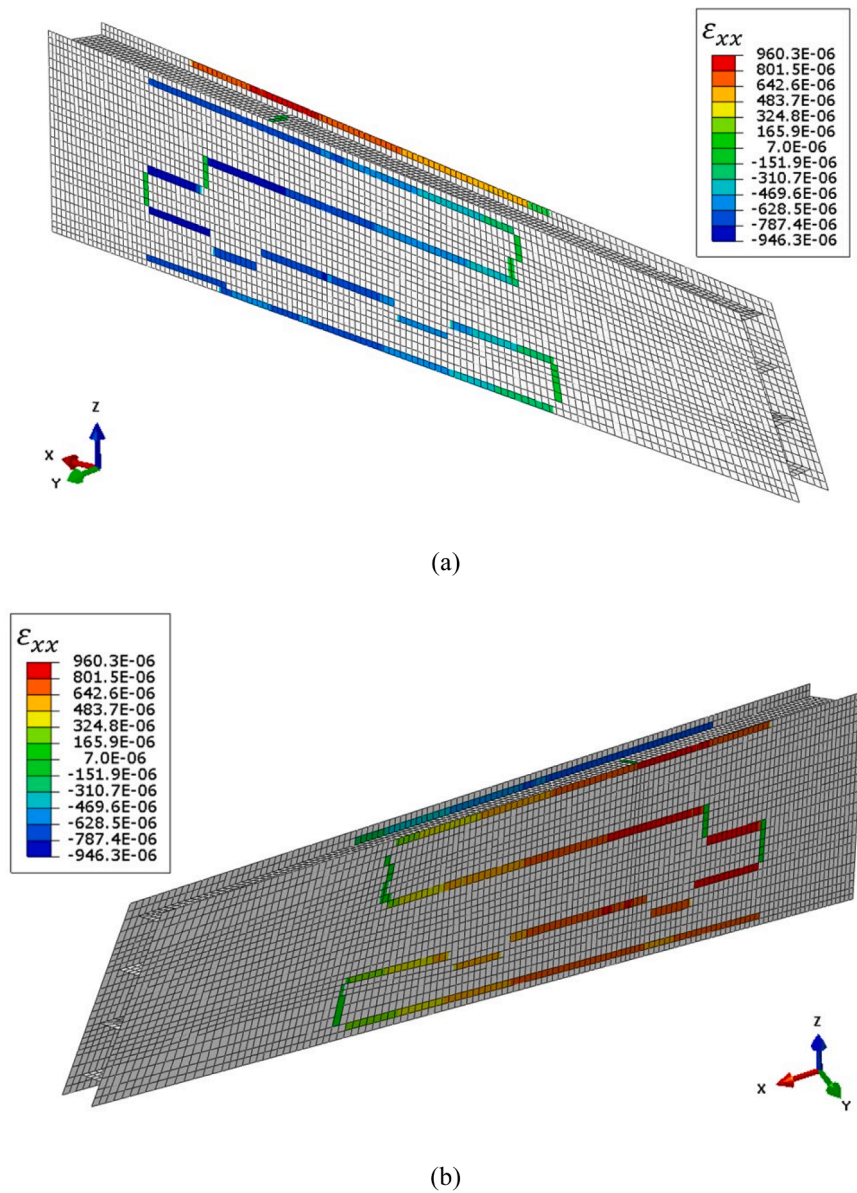 εxx
960.3E-06
801.5E-06
642.6E-06
483.7E-06
324.8E-06
165.9E-06
7.0E-06
-151.9E-06
-310.7E-06
-469.6E-06
-628.5E-06
-787.4E-06
-946.3E-06
Z
X
Y
(a)
εxx
960.3E-06
801.5E-06
642.6E-06
483.7E-06
324.8E-06
165.9E-06
7.0E-06
-151.9E-06
-310.7E-06
-469.6E-06
-628.5E-06
-787.4E-06
-946.3E-06
Z
X
Y
(b)